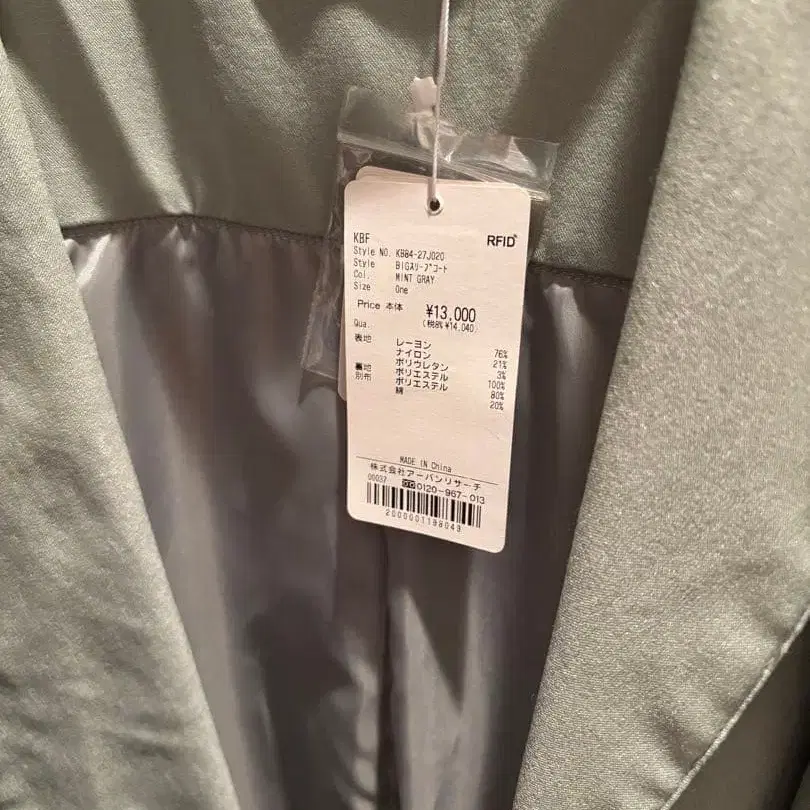 KBF
RFID
Style NO. KB84-27J020
Style BIGスリーブコート
Col. MINT GRAY
Size One
Price 本体 ¥13,000
(税8% ¥14,040)
Qua.
表地 レーヨン 76%
ナイロン 21%
ポリウレタン 3%
裏地 ポリエステル 100%
別布 ポリエステル 80%
綿 20%
MADE IN China
株式会社アーバンリサーチ
00037 0120-967-013
2000001198049